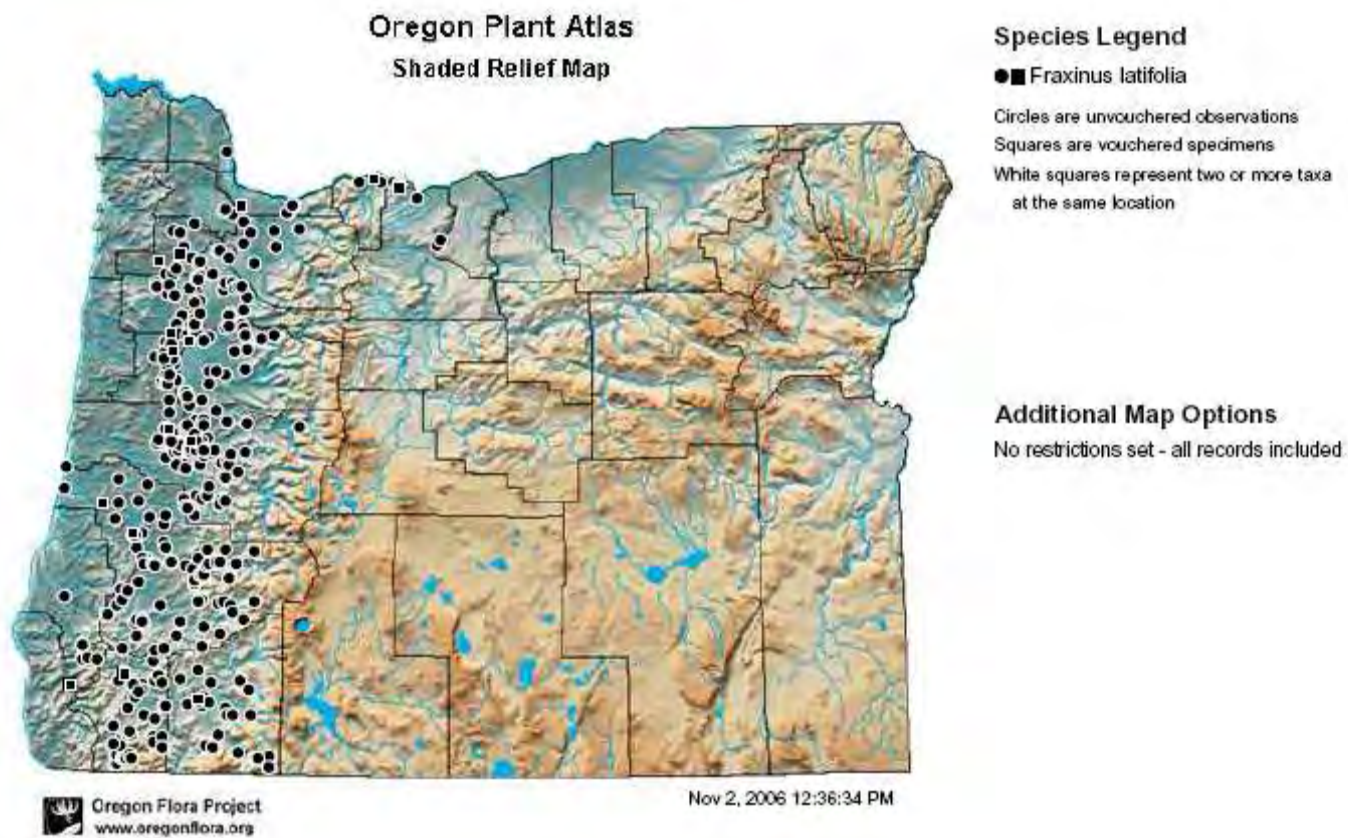 Oregon Plant Atlas
Shaded Relief Map
Species Legend
Fraxinus latifolia
Circles are unvouchered observations
Squares are vouchered specimens
White squares represent two or more taxa
at the same location
Additional Map Options
No restrictions set - all records included
Oregon Flora Project
www.oregonflora.org
Nov 2, 2006 12:36:34 PM